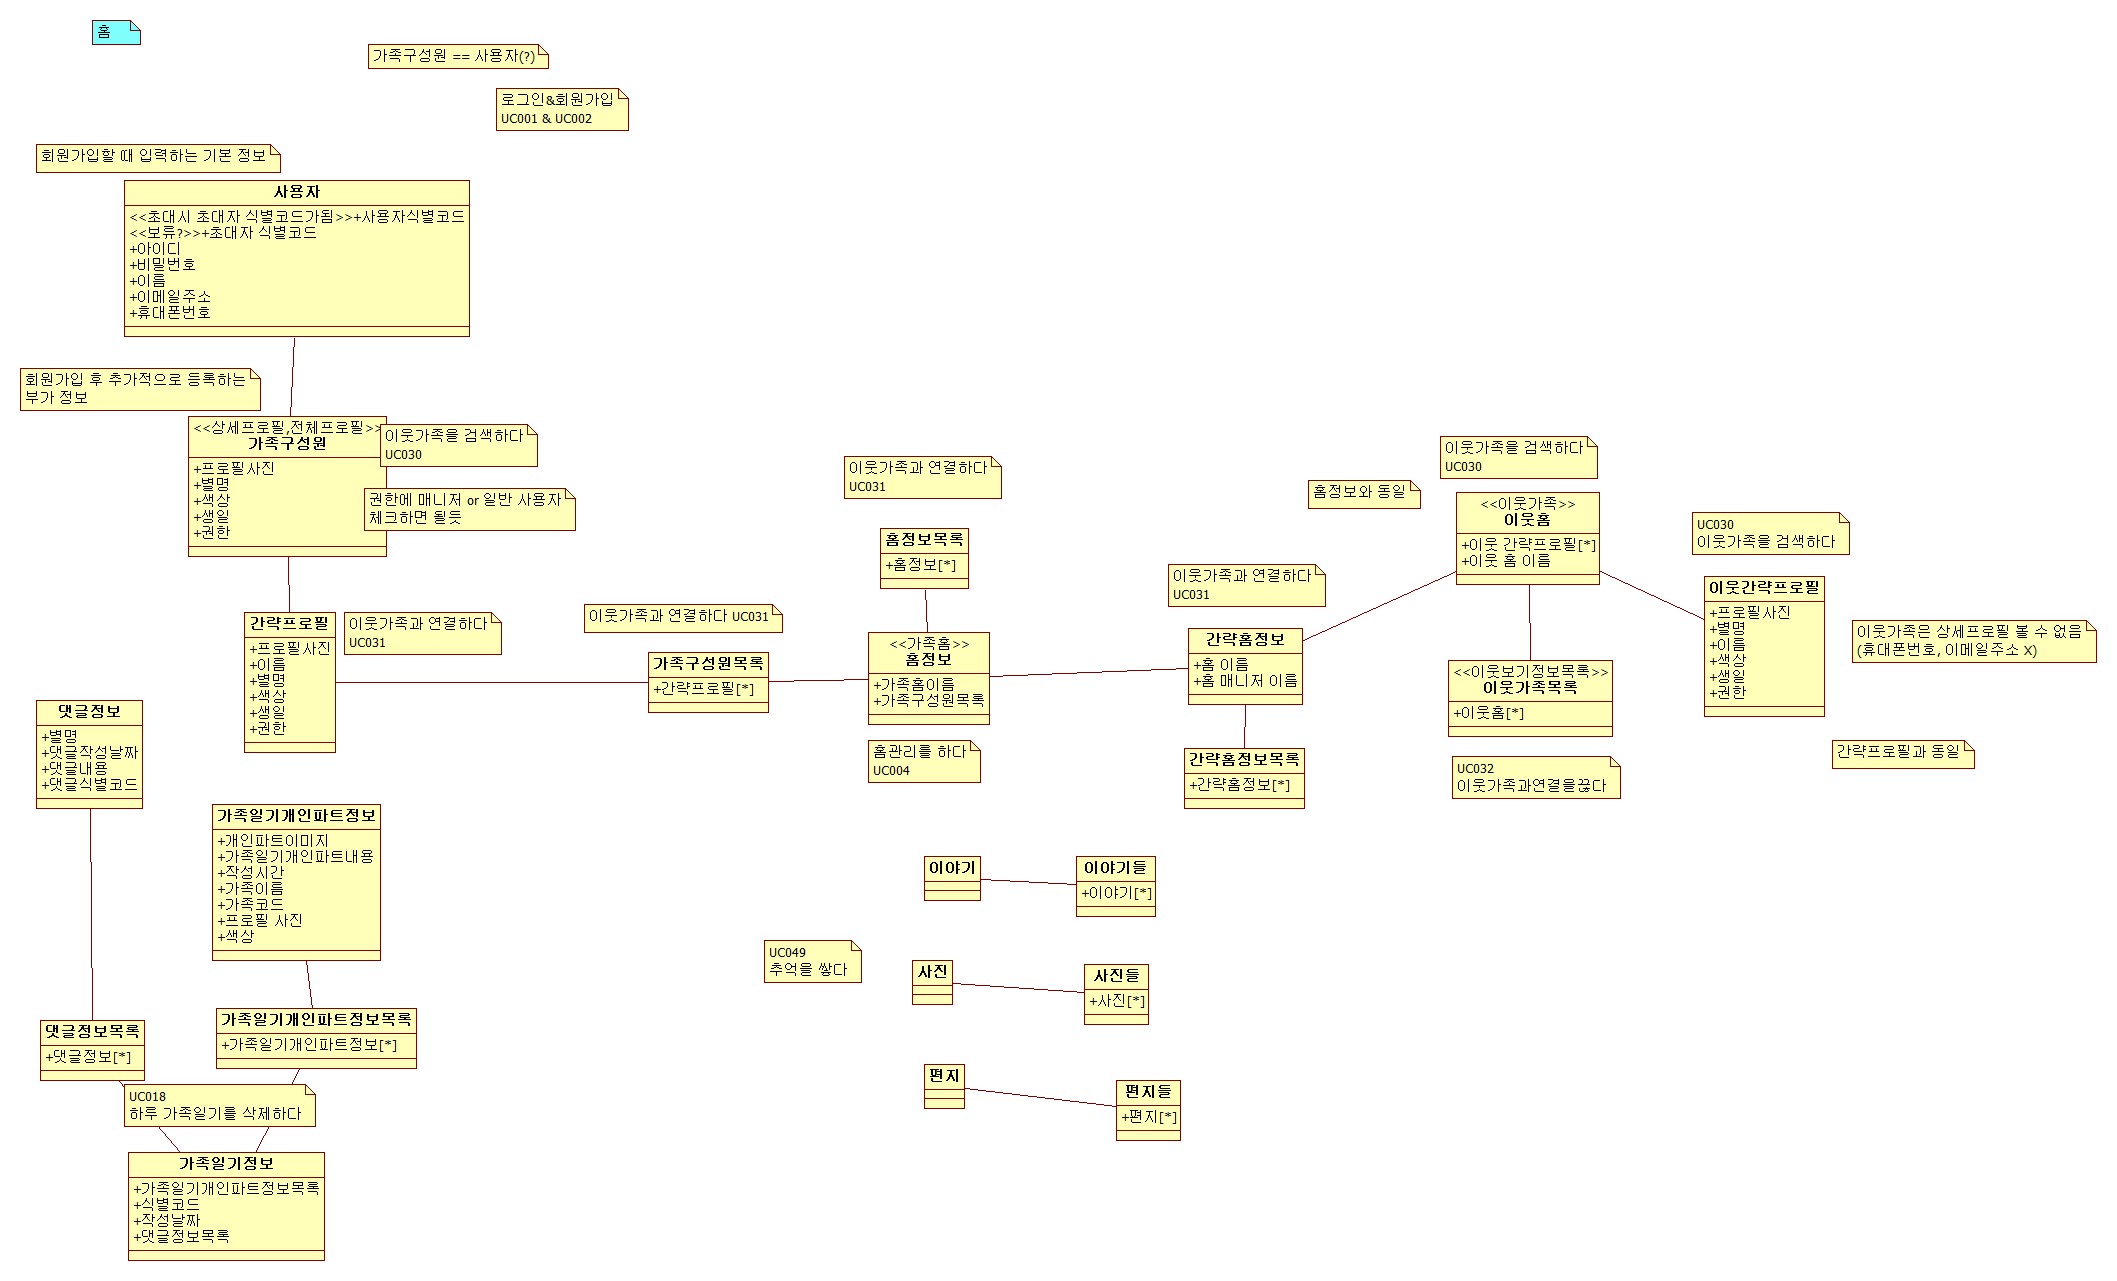 홈
가족구성원 == 사용자(?)
로그인&회원가입
UC001 & UC002
회원가입할 때 입력하는 기본 정보
사용자
<<초대시 초대자 식별코드가됨>>+사용자식별코드
<<보류?>>+초대자 식별코드
+아이디
+비밀번호
+이름
+이메일주소
+휴대폰번호
회원가입 후 추가적으로 등록하는
부가 정보
<<상세프로필,전체프로필>>
가족구성원
+프로필사진
+별명
+색상
+생일
+권한
이웃가족을 검색하다
UC030
권한에 매니저 or 일반 사용자
체크하면 될듯
간략프로필
+프로필사진
+이름
+별명
+색상
+생일
+권한
이웃가족과 연결하다
UC031
이웃가족과 연결하다 UC031
가족구성원목록
+간략프로필[*]
이웃가족과 연결하다
UC031
홈정보목록
+홈정보[*]
<<가족홈>>
홈정보
+가족홈이름
+가족구성원목록
홈관리를 하다
UC004
이웃가족과 연결하다
UC031
간략홈정보
+홈 이름
+홈 매니저 이름
간략홈정보목록
+간략홈정보[*]
홈정보와 동일
이웃가족을 검색하다
UC030
<<이웃가족>>
이웃홈
+이웃 간략프로필[*]
+이웃 홈 이름
<<이웃보기정보목록>>
이웃가족목록
+이웃홈[*]
UC032
이웃가족과연결을끊다
UC030
이웃가족을 검색하다
이웃간략프로필
+프로필사진
+별명
+이름
+색상
+생일
+권한
이웃가족은 상세프로필 볼 수 없음
(휴대폰번호, 이메일주소 X)
간략프로필과 동일
댓글정보
+별명
+댓글작성날짜
+댓글내용
+댓글식별코드
가족일기개인파트정보
+개인파트이미지
+가족일기개인파트내용
+작성시간
+가족이름
+가족코드
+프로필 사진
+색상
댓글정보목록
+댓글정보[*]
가족일기개인파트정보목록
+가족일기개인파트정보[*]
UC018
하루 가족일기를 삭제하다
가족일기정보
+가족일기개인파트정보목록
+식별코드
+작성날짜
+댓글정보목록
이야기
이야기들
+이야기[*]
UC049
추억을 쌓다
사진
사진들
+사진[*]
편지
편지들
+편지[*]